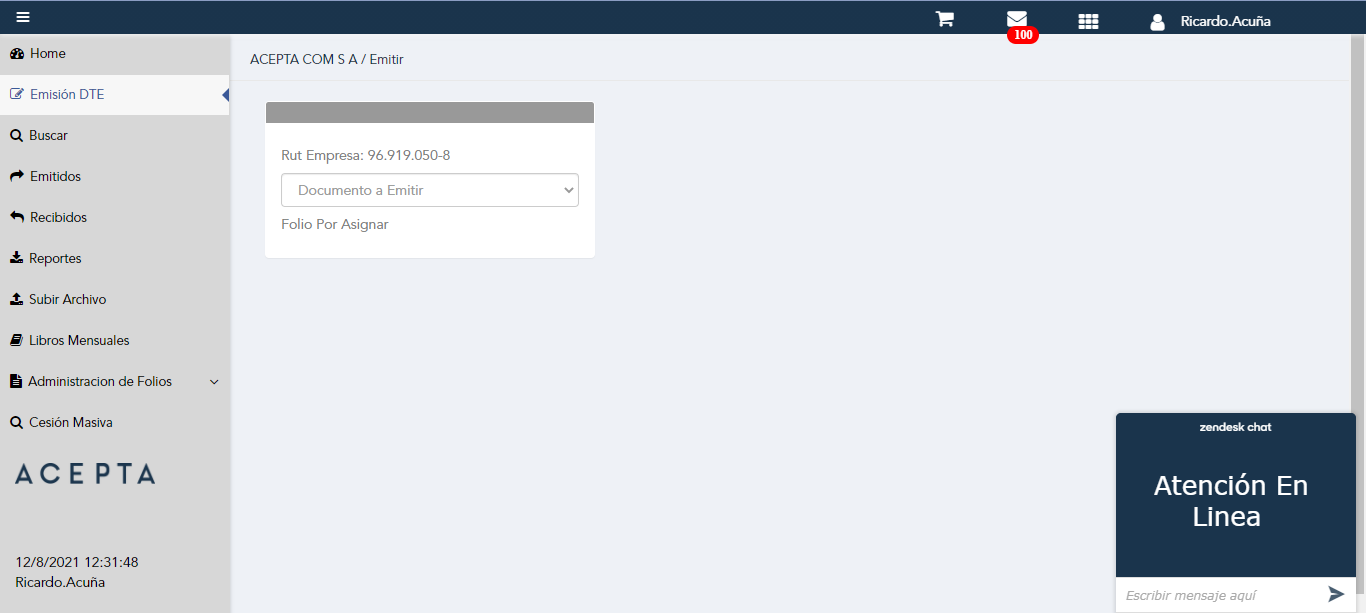 Ricardo.Acuña
100
Home
Emisión DTE
Buscar
Emitidos
Recibidos
Reportes
Subir Archivo
Libros Mensuales
Administracion de Folios
Cesión Masiva
ACEPTA
12/8/2021 12:31:48
Ricardo.Acuña
ACEPTA COM S A / Emitir
Rut Empresa: 96.919.050-8
Documento a Emitir
Folio Por Asignar
zendesk chat
Atención En
Linea
Escribir mensaje aquí